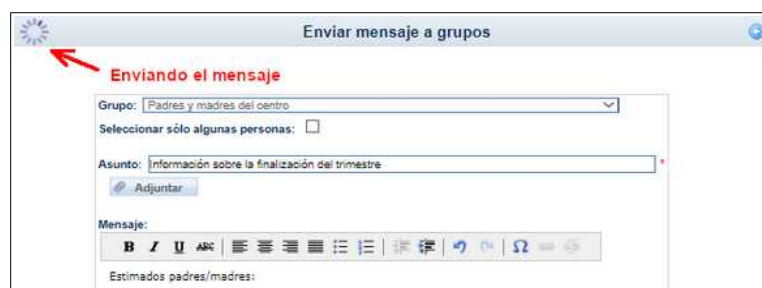 Enviar mensaje a grupos
Enviando el mensaje
Grupo: Padres y madres del centro
Seleccionar sólo algunas personas:
Asunto: Información sobre la finalización del trimestre *
Adjuntar
Mensaje:
B I U ABC Ω
Estimados padres/madres: